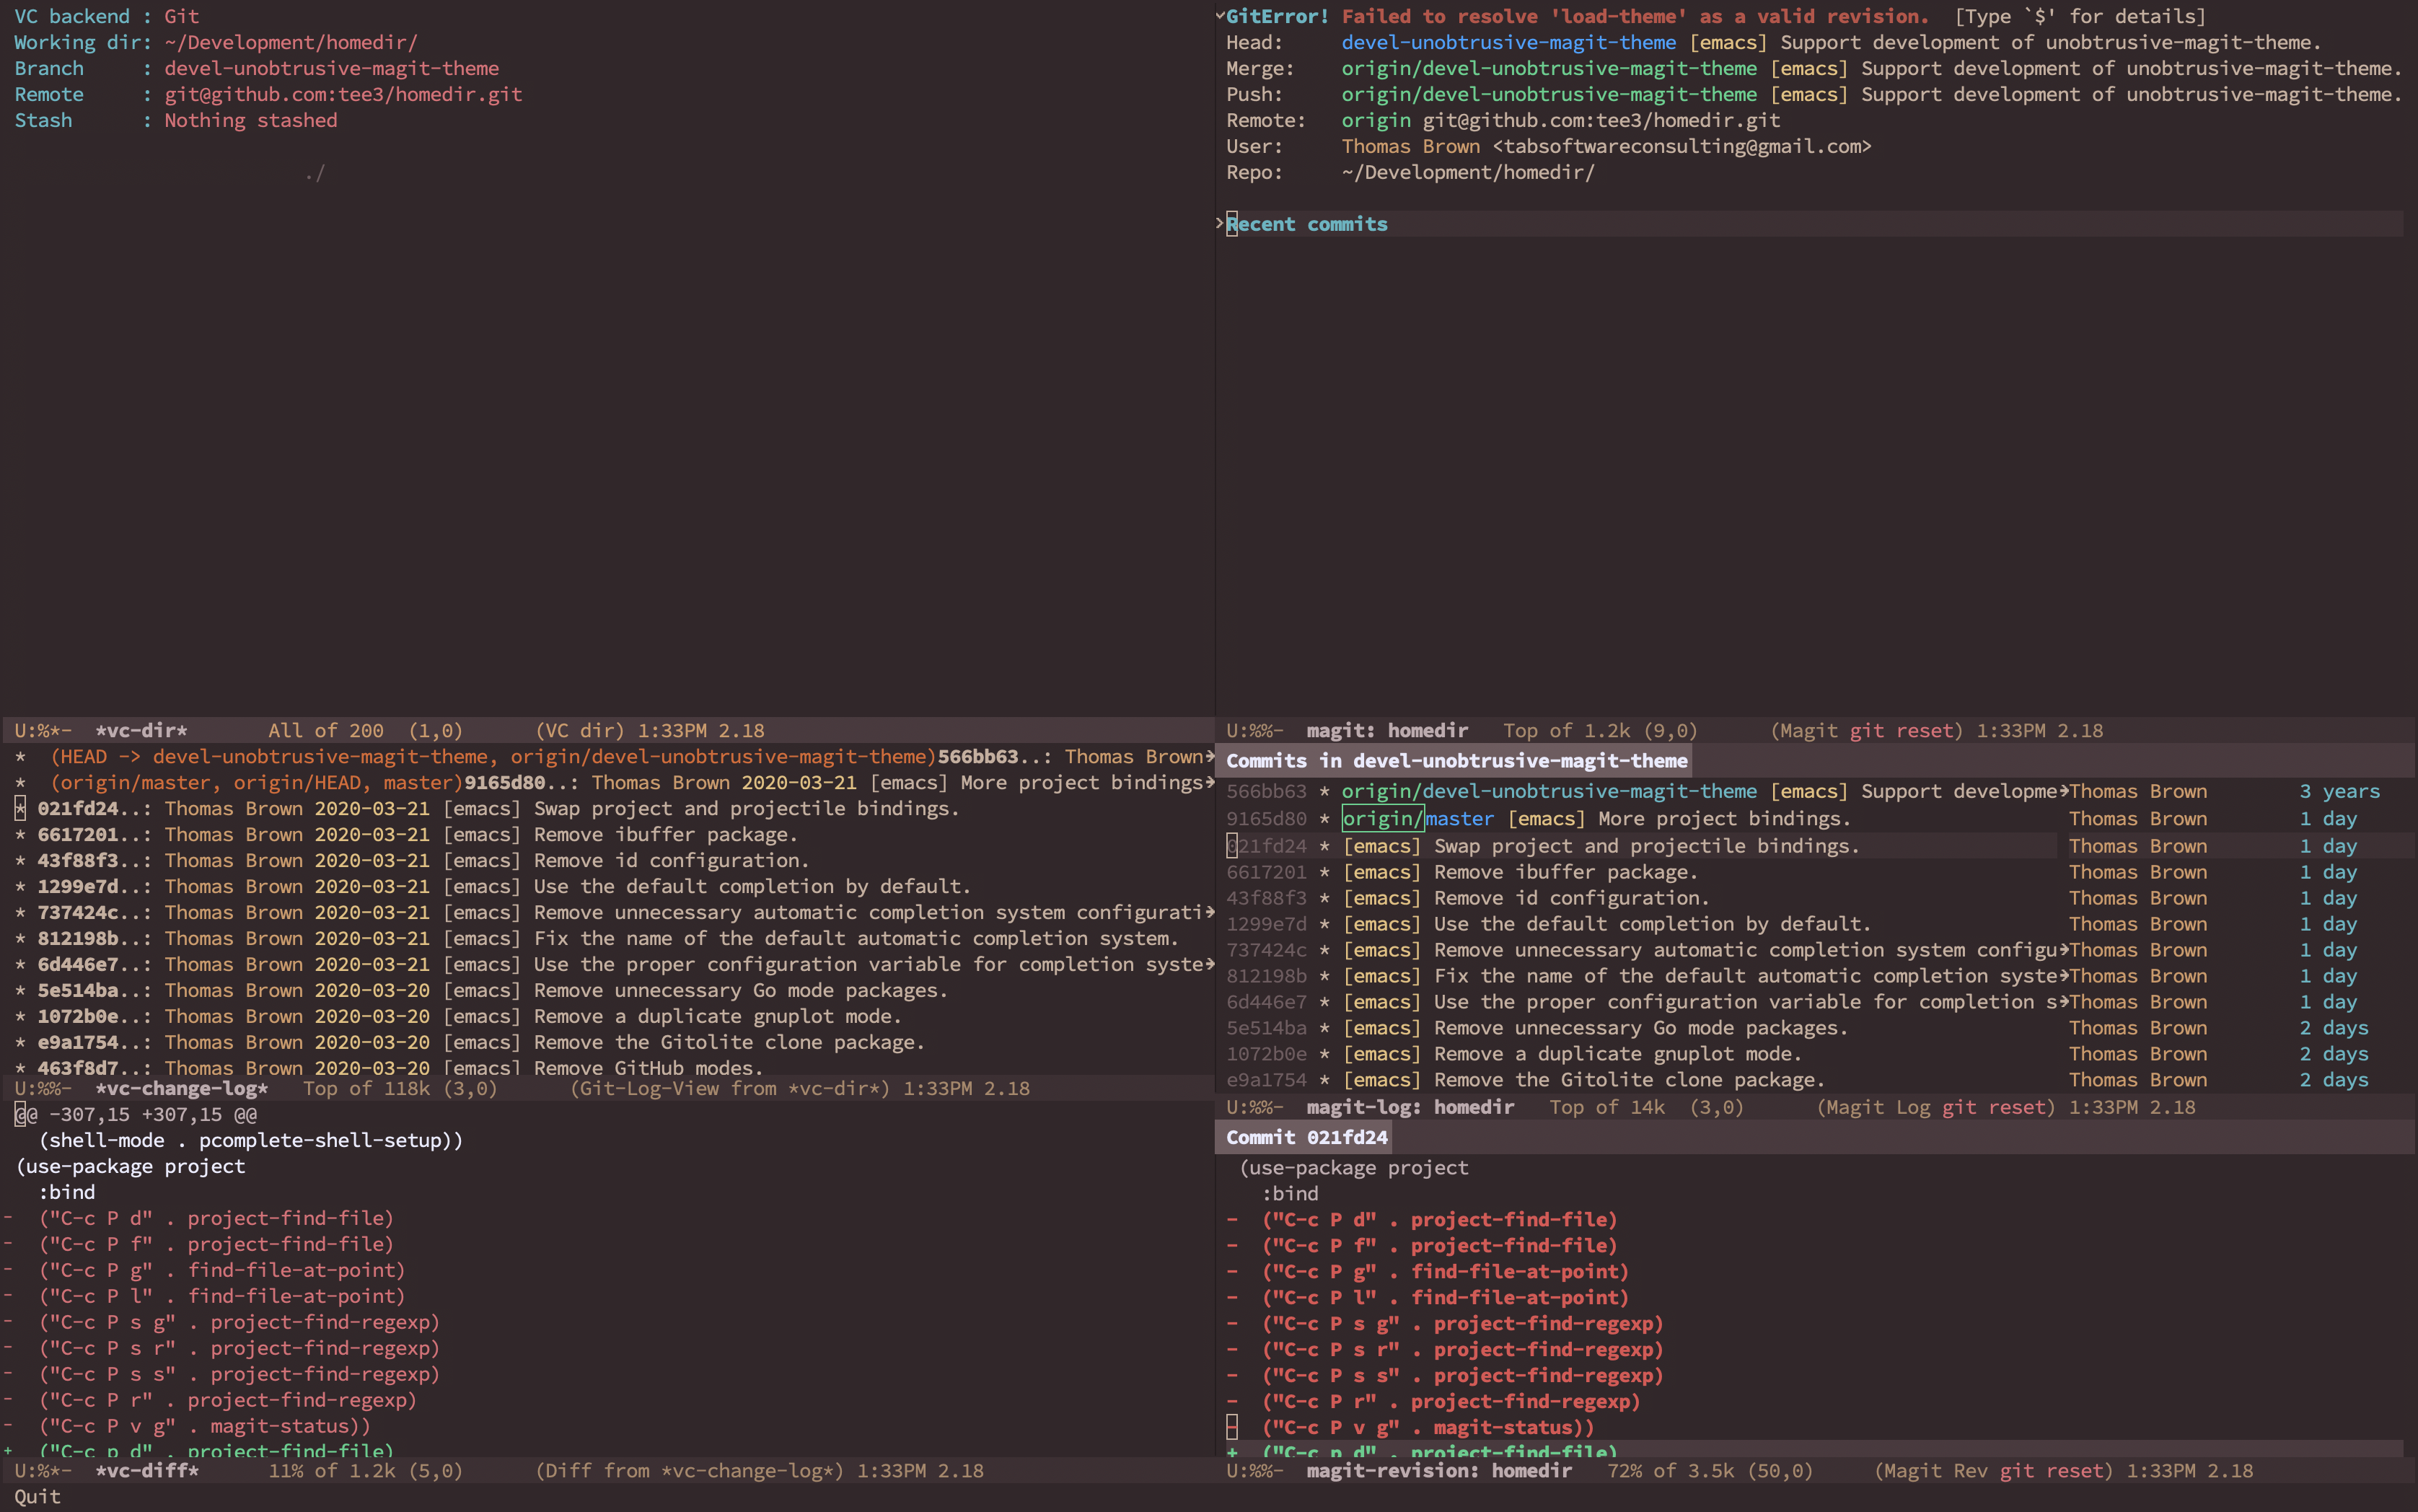 VC backend : Git
Working dir: ~/Development/homedir/
Branch     : devel-unobtrusive-magit-theme
Remote     : git@github.com:tee3/homedir.git
Stash      : Nothing stashed
./
U:%*-  *vc-dir*       All of 200  (1,0)      (VC dir) 1:33PM 2.18
*  (HEAD -> devel-unobtrusive-magit-theme, origin/devel-unobtrusive-magit-theme)566bb63..: Thomas Brown
*  (origin/master, origin/HEAD, master)9165d80..: Thomas Brown 2020-03-21 [emacs] More project bindings
* 021fd24..: Thomas Brown 2020-03-21 [emacs] Swap project and projectile bindings.
* 6617201..: Thomas Brown 2020-03-21 [emacs] Remove ibuffer package.
* 43f88f3..: Thomas Brown 2020-03-21 [emacs] Remove id configuration.
* 1299e7d..: Thomas Brown 2020-03-21 [emacs] Use the default completion by default.
* 737424c..: Thomas Brown 2020-03-21 [emacs] Remove unnecessary automatic completion system configurati
* 812198b..: Thomas Brown 2020-03-21 [emacs] Fix the name of the default automatic completion system.
* 6d446e7..: Thomas Brown 2020-03-21 [emacs] Use the proper configuration variable for completion syste
* 5e514ba..: Thomas Brown 2020-03-20 [emacs] Remove unnecessary Go mode packages.
* 1072b0e..: Thomas Brown 2020-03-20 [emacs] Remove a duplicate gnuplot mode.
* e9a1754..: Thomas Brown 2020-03-20 [emacs] Remove the Gitolite clone package.
* 463f8d7..: Thomas Brown 2020-03-20 [emacs] Remove GitHub modes.
U:%%-  *vc-change-log*   Top of 118k (3,0)      (Git-Log-View from *vc-dir*) 1:33PM 2.18
@@ -307,15 +307,15 @@
   (shell-mode . pcomplete-shell-setup))
 (use-package project
   :bind
-  ("C-c P d" . project-find-file)
-  ("C-c P f" . project-find-file)
-  ("C-c P g" . find-file-at-point)
-  ("C-c P l" . find-file-at-point)
-  ("C-c P s g" . project-find-regexp)
-  ("C-c P s r" . project-find-regexp)
-  ("C-c P s s" . project-find-regexp)
-  ("C-c P r" . project-find-regexp)
-  ("C-c P v g" . magit-status))
+  ("C-c p d" . project-find-file)
U:%*-  *vc-diff*      11% of 1.2k (5,0)      (Diff from *vc-change-log*) 1:33PM 2.18
Quit
GitError! Failed to resolve 'load-theme' as a valid revision.  [Type `$' for details]
Head:     devel-unobtrusive-magit-theme [emacs] Support development of unobtrusive-magit-theme.
Merge:    origin/devel-unobtrusive-magit-theme [emacs] Support development of unobtrusive-magit-theme.
Push:     origin/devel-unobtrusive-magit-theme [emacs] Support development of unobtrusive-magit-theme.
Remote:   origin git@github.com:tee3/homedir.git
User:     Thomas Brown <tabsoftwareconsulting@gmail.com>
Repo:     ~/Development/homedir/
Recent commits
U:%%-  magit: homedir   Top of 1.2k (9,0)      (Magit git reset) 1:33PM 2.18
Commits in devel-unobtrusive-magit-theme
566bb63 * origin/devel-unobtrusive-magit-theme [emacs] Support developme Thomas Brown        3 years
9165d80 * origin/master [emacs] More project bindings.                   Thomas Brown        1 day
021fd24 * [emacs] Swap project and projectile bindings.                  Thomas Brown        1 day
6617201 * [emacs] Remove ibuffer package.                                Thomas Brown        1 day
43f88f3 * [emacs] Remove id configuration.                               Thomas Brown        1 day
1299e7d * [emacs] Use the default completion by default.                 Thomas Brown        1 day
737424c * [emacs] Remove unnecessary automatic completion system configu Thomas Brown        1 day
812198b * [emacs] Fix the name of the default automatic completion syste Thomas Brown        1 day
6d446e7 * [emacs] Use the proper configuration variable for completion s Thomas Brown        1 day
5e514ba * [emacs] Remove unnecessary Go mode packages.                   Thomas Brown        2 days
1072b0e * [emacs] Remove a duplicate gnuplot mode.                       Thomas Brown        2 days
e9a1754 * [emacs] Remove the Gitolite clone package.                     Thomas Brown        2 days
U:%%-  magit-log: homedir   Top of 14k  (3,0)      (Magit Log git reset) 1:33PM 2.18
Commit 021fd24
 (use-package project
   :bind
-  ("C-c P d" . project-find-file)
-  ("C-c P f" . project-find-file)
-  ("C-c P g" . find-file-at-point)
-  ("C-c P l" . find-file-at-point)
-  ("C-c P s g" . project-find-regexp)
-  ("C-c P s r" . project-find-regexp)
-  ("C-c P s s" . project-find-regexp)
-  ("C-c P r" . project-find-regexp)
-  ("C-c P v g" . magit-status))
+  ("C-c p d" . project-find-file)
U:%%-  magit-revision: homedir   72% of 3.5k (50,0)     (Magit Rev git reset) 1:33PM 2.18